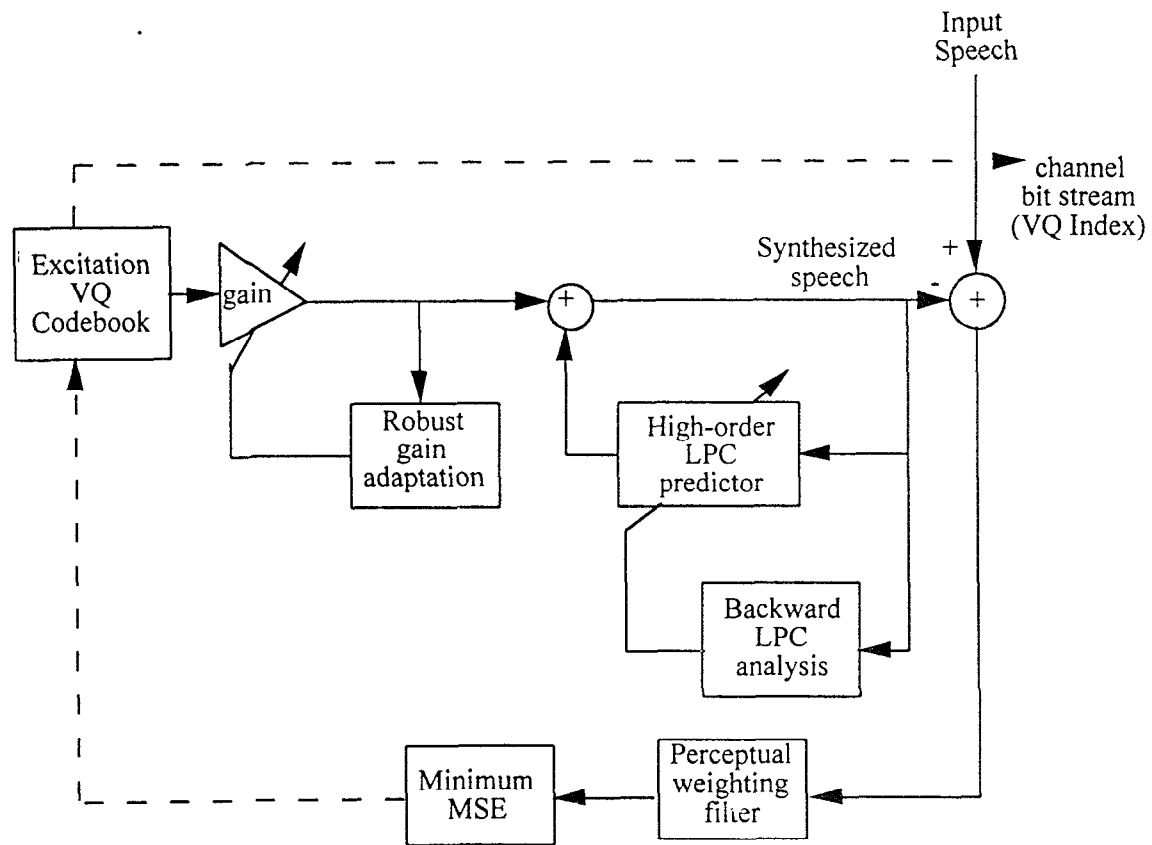 Input
Speech
channel
bit stream
(VQ Index)
+
Synthesized
speech
-
+
Excitation
VQ
Codebook
gain
+
Robust
gain
adaptation
High-order
LPC
predictor
Backward
LPC
analysis
Minimum
MSE
Perceptual
weighting
filter